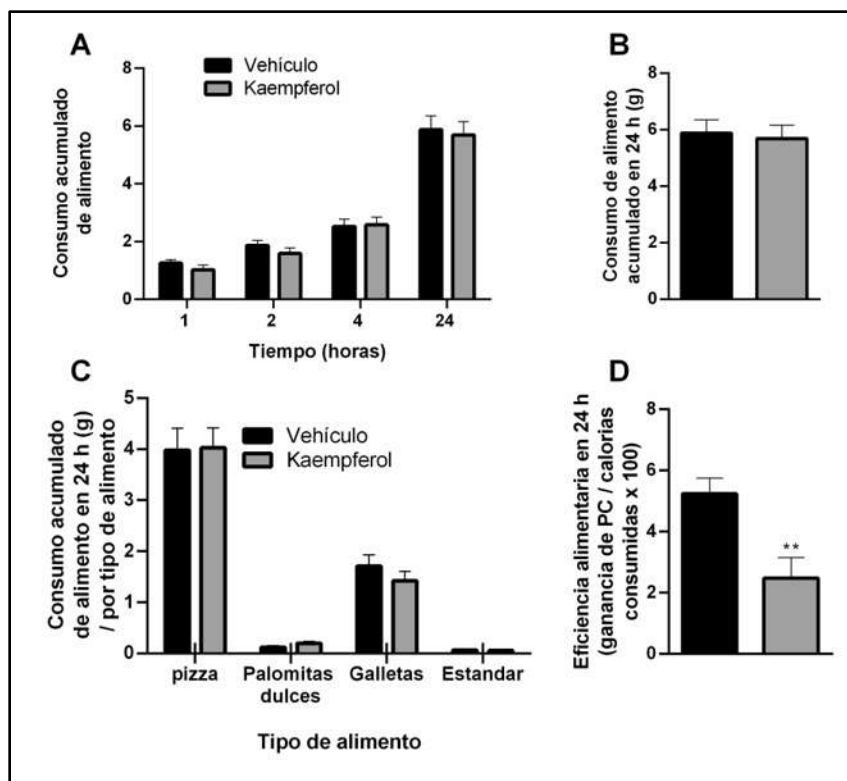 A
Vehículo
Kaempferol
Consumo acumulado
de alimento
8
6
4
2
0
1 2 4 24
Tiempo (horas)
B
Consumo de alimento
acumulado en 24 h (g)
8
6
4
2
0
C
Vehículo
Kaempferol
Consumo acumulado
de alimento en 24 h (g)
/ por tipo de alimento
5
4
3
2
1
0
pizza Palomitas Galletas Estandar
dulces
Tipo de alimento
D
Eficiencia alimentaria en 24 h
(ganancia de PC / calorias
consumidas x 100)
8
6
4
2
0
**